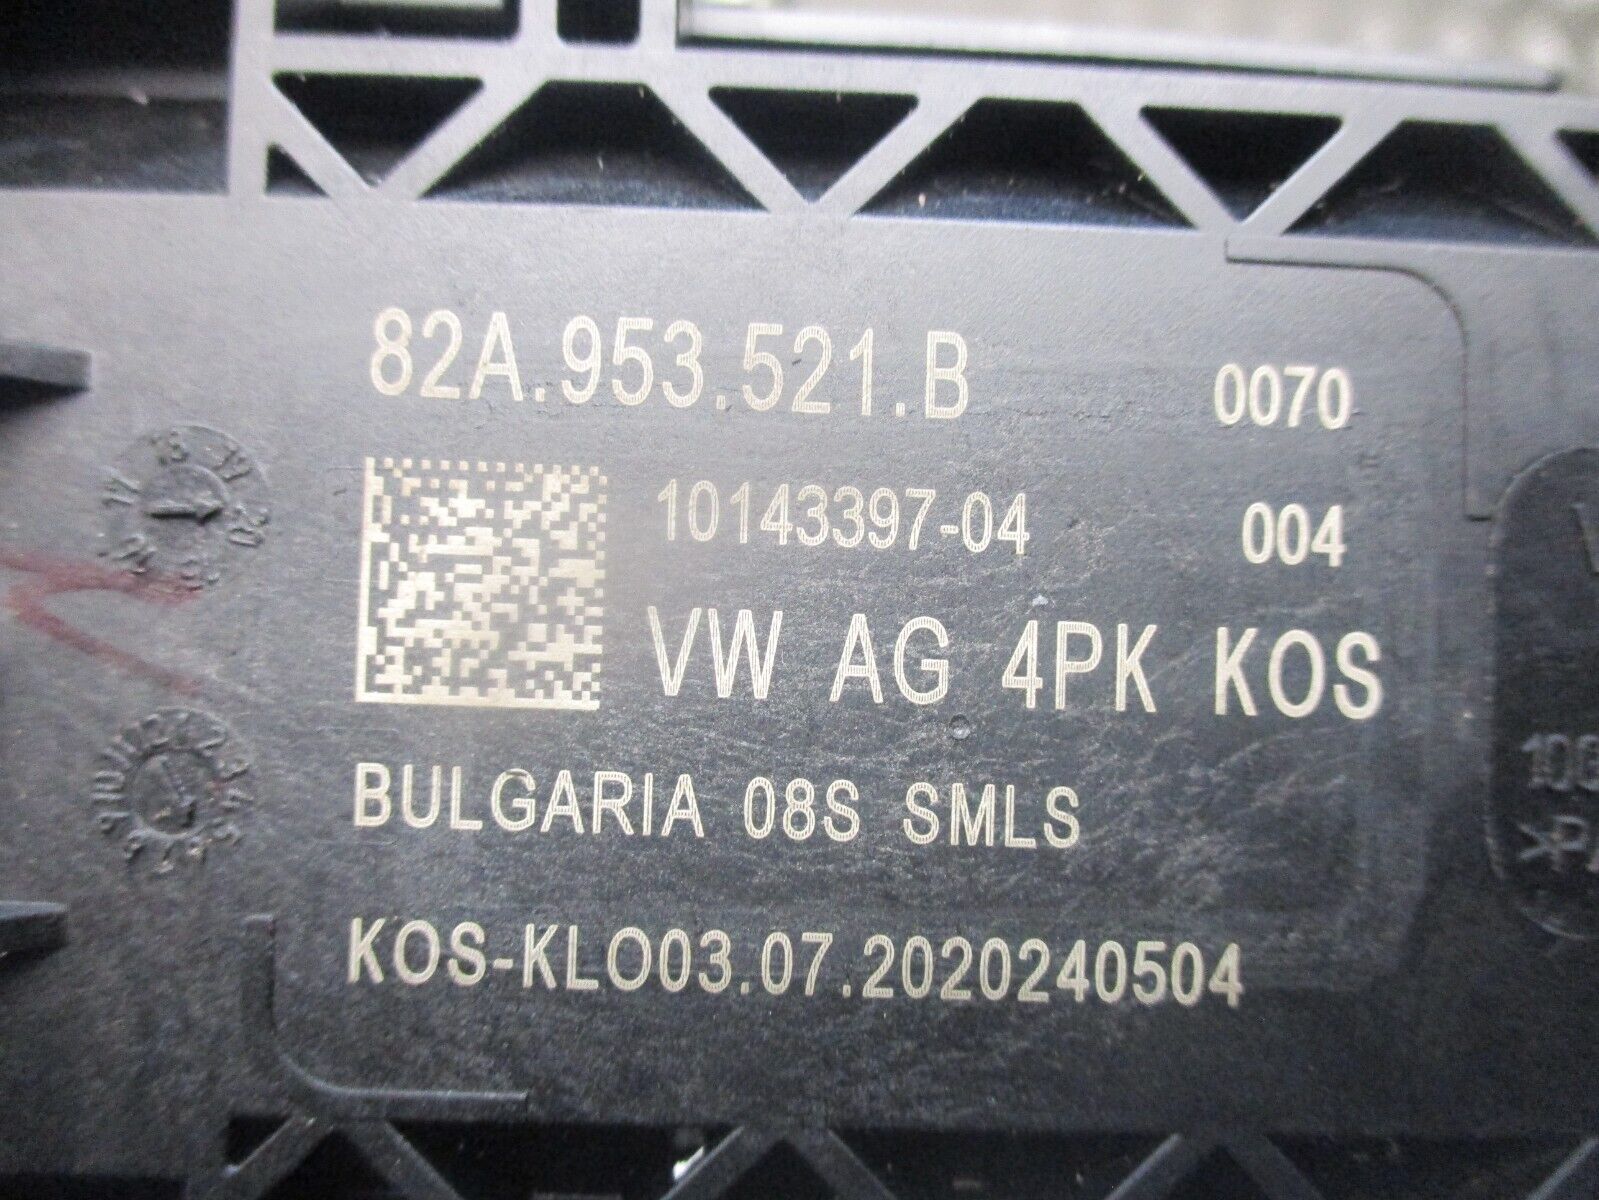 82A.953.521.B 0070
10143397-04 004
VW AG 4PK KOS
BULGARIA 08S SMLS
KOS-KLO03.07.2020240504